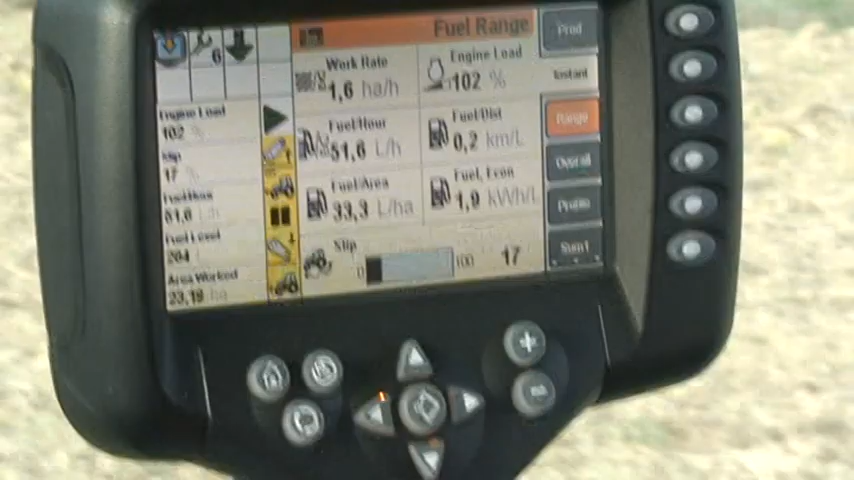 Fuel Range
Prod
6
Work Rate
1,6 ha/h
Engine Load
102 %
Instant
Engine Load
102 %
Fuel/Hour
51,6 L/h
Fuel/Dist
0,2 km/L
Range
Slip
17 %
Overall
Fuel/Area
33,3 L/ha
Fuel, Econ
1,9 kWh/L
Fuel/Hour
51,6 L/h
Profile
Fuel Level
204 L
Slip
0
100
17
Sum1
Area Worked
23,19 ha